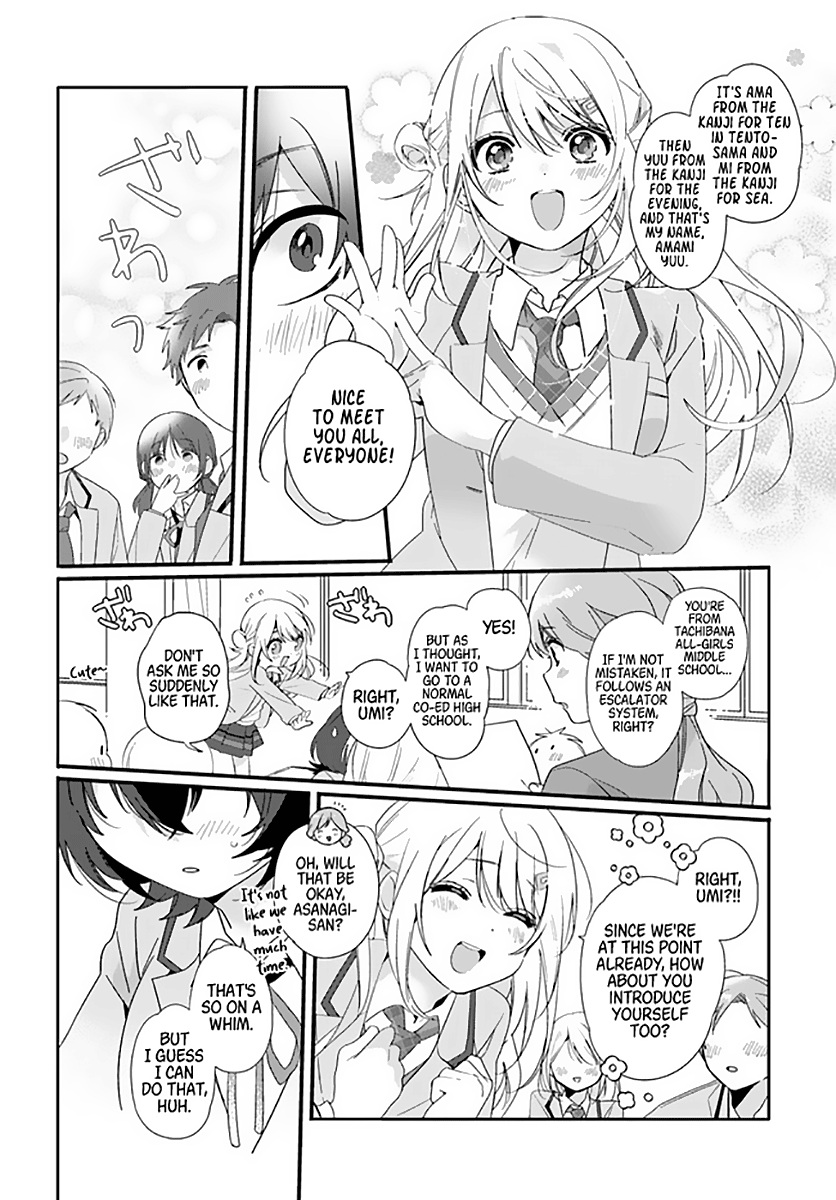 IT'S AMA
FROM THE
KANJI FOR TEN
IN TENTO-
SAMA AND
MI FROM
THE KANJI
FOR SEA.
THEN
YUU FROM
THE KANJI
FOR THE
EVENING,
AND THAT'S
MY NAME,
AMAMI
YUU.
NICE
TO MEET
YOU ALL,
EVERYONE!
ざわっ
YOU'RE
FROM
TACHIBANA
ALL-GIRLS
MIDDLE
SCHOOL...
IF I'M NOT
MISTAKEN, IT
FOLLOWS AN
ESCALATOR
SYSTEM,
RIGHT?
YES!
BUT AS
I THOUGHT,
I WANT TO
GO TO A
NORMAL
CO-ED HIGH
SCHOOL.
RIGHT,
UMI?
ざわ
ざわ
DON'T
ASK ME SO
SUDDENLY
LIKE THAT.
Cute~
RIGHT,
UMI?!!
SINCE WE'RE
AT THIS POINT
ALREADY, HOW
ABOUT YOU
INTRODUCE
YOURSELF
TOO?
OH, WILL
THAT BE
OKAY,
ASANAGI-
SAN?
It's not
like we
have
much
time.
THAT'S
SO ON A
WHIM.
BUT
I GUESS
I CAN
DO THAT,
HUH.